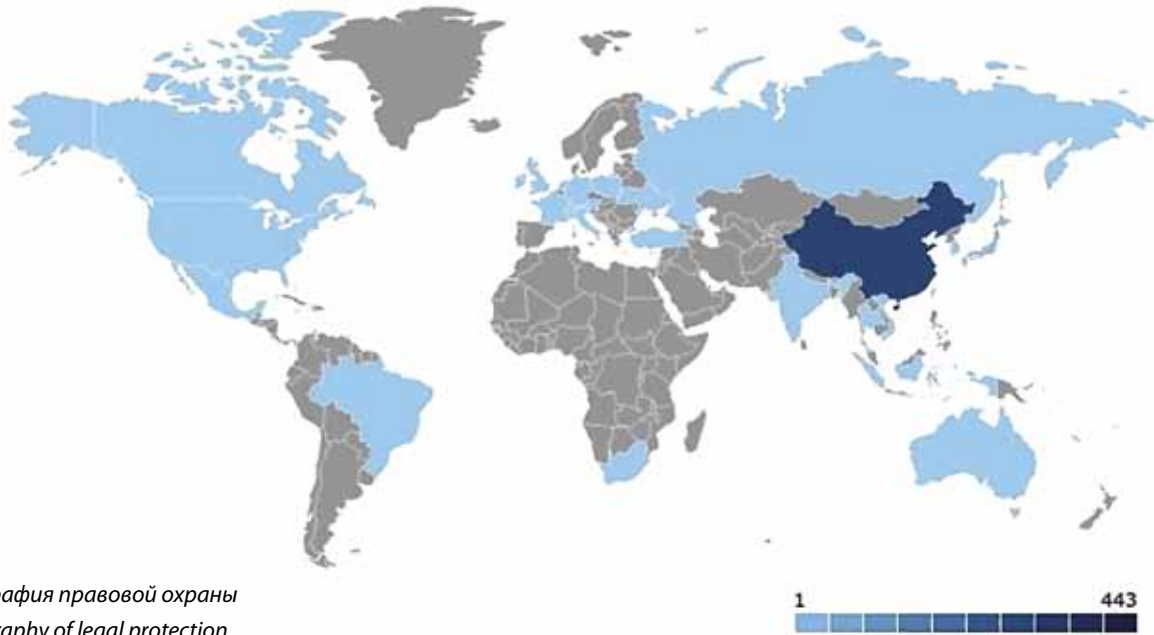 афия правовой охраны
raphy of legal protection
1 443